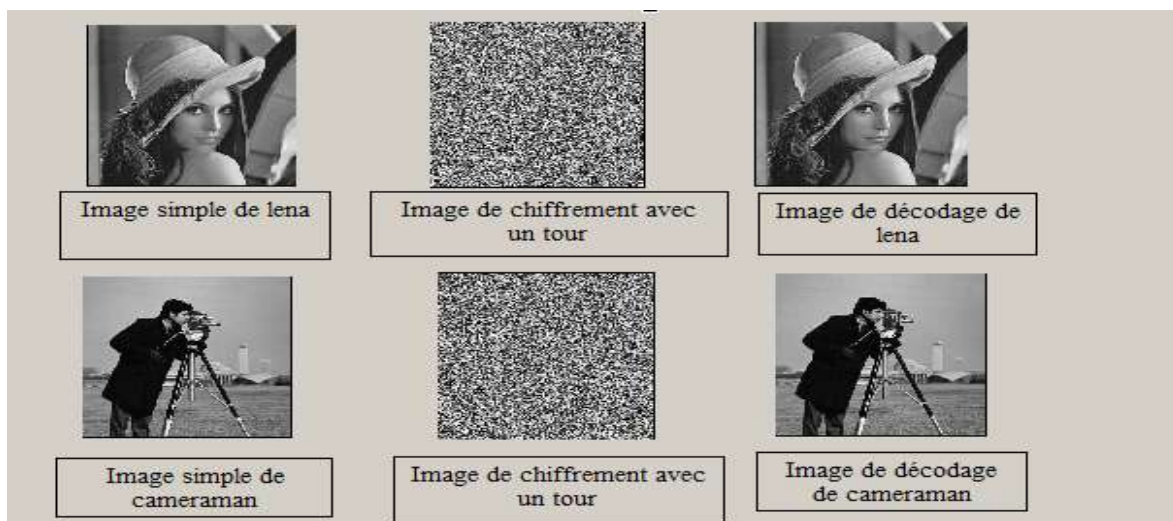 Image simple de lena
Image de chiffrement avec
un tour
Image de décodage de
lena
Image simple de
cameraman
Image de chiffrement avec
un tour
Image de décodage
de cameraman